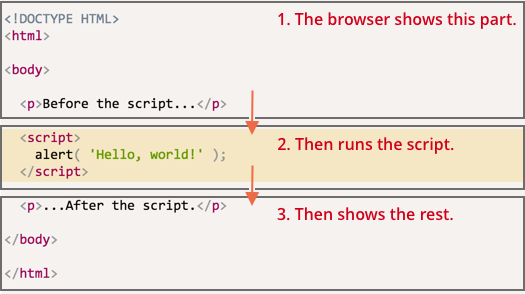 <!DOCTYPE HTML>
1. The browser shows this part.
<html>
<body>
<p>Before the script...</p>
<script>
2. Then runs the script.
alert( 'Hello, world!' );
</script>
<p>...After the script.</p>
3. Then shows the rest.
</body>
</html>